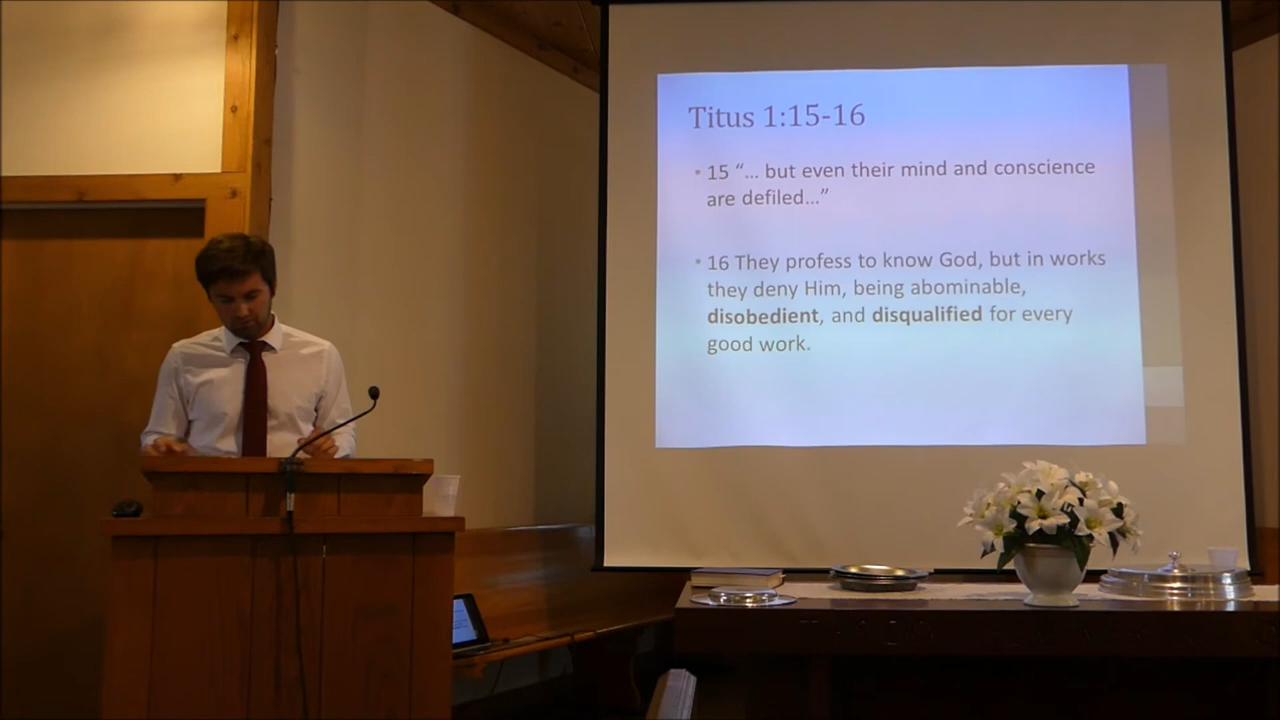 Titus 1:15-16
• 15 “... but even their mind and conscience
are defiled...”
• 16 They profess to know God, but in works
they deny Him, being abominable,
disobedient, and disqualified for every
good work.